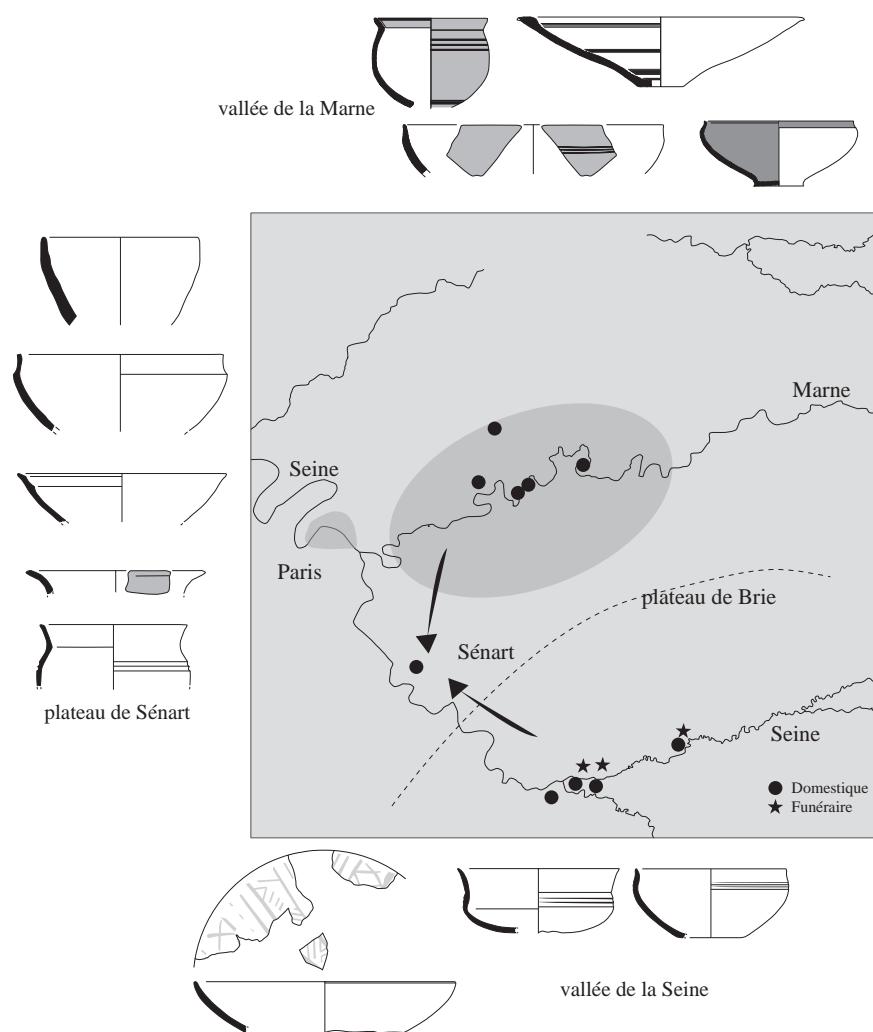 vallée de la Marne
Marne
Seine
Paris
plateau de Brie
Sénart
plateau de Sénart
Seine
Domestique
Funéraire
vallée de la Seine